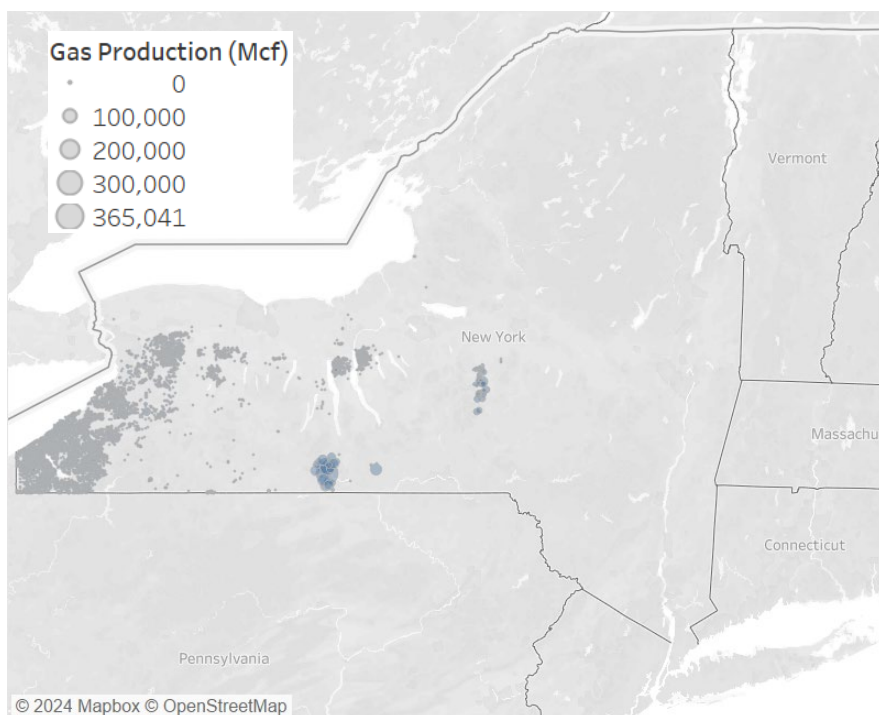 Gas Production (Mcf)
0
100,000
200,000
300,000
365,041
Vermont
New York
Massachu
Connecticut
Pennsylvania
© 2024 Mapbox © OpenStreetMap